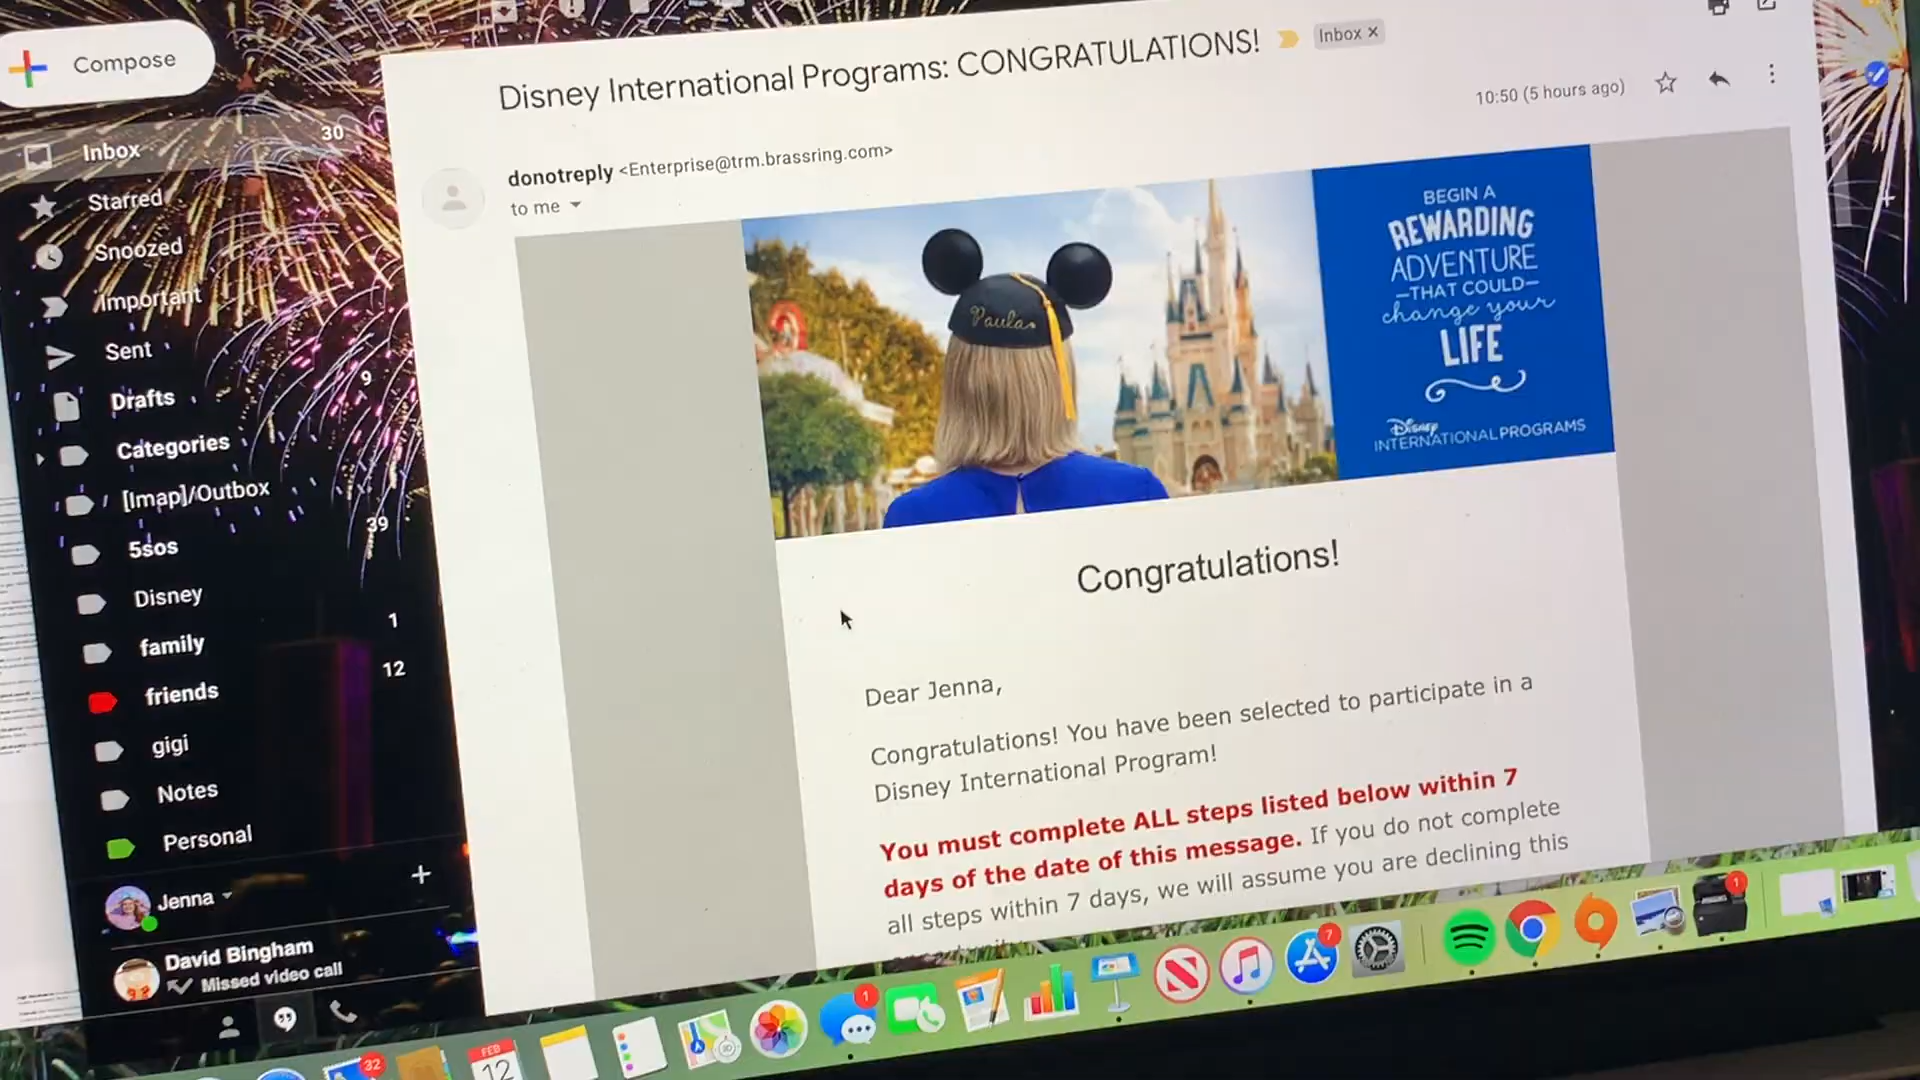 Compose
Inbox 30
Starred
Snoozed
Important
Sent
Drafts 9
Categories
[Imap]/Outbox
5sos 39
Disney
family 1
friends 12
gigi
Notes
Personal
Jenna
David Bingham
Missed video call
Disney International Programs: CONGRATULATIONS!
Inbox ×
10:50 (5 hours ago)
donotreply <Enterprise@trm.brassring.com>
to me
Paula
BEGIN A
REWARDING
ADVENTURE
—THAT COULD—
change your
LIFE
Disney
INTERNATIONAL PROGRAMS
Congratulations!
Dear Jenna,
Congratulations! You have been selected to participate in a
Disney International Program!
You must complete ALL steps listed below within 7
days of the date of this message. If you do not complete
all steps within 7 days, we will assume you are declining this
32
FEB
12
1
7
1